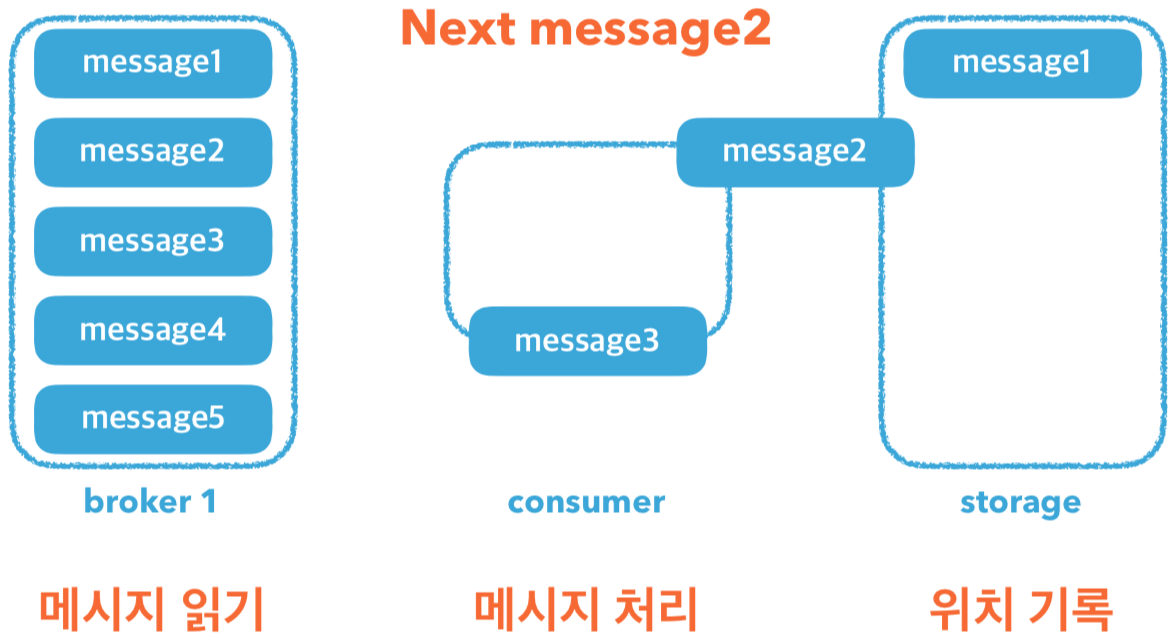 Next message2
message1
message2
message3
message4
message5
broker 1
메시지 읽기
message2
message3
consumer
메시지 처리
message1
storage
위치 기록